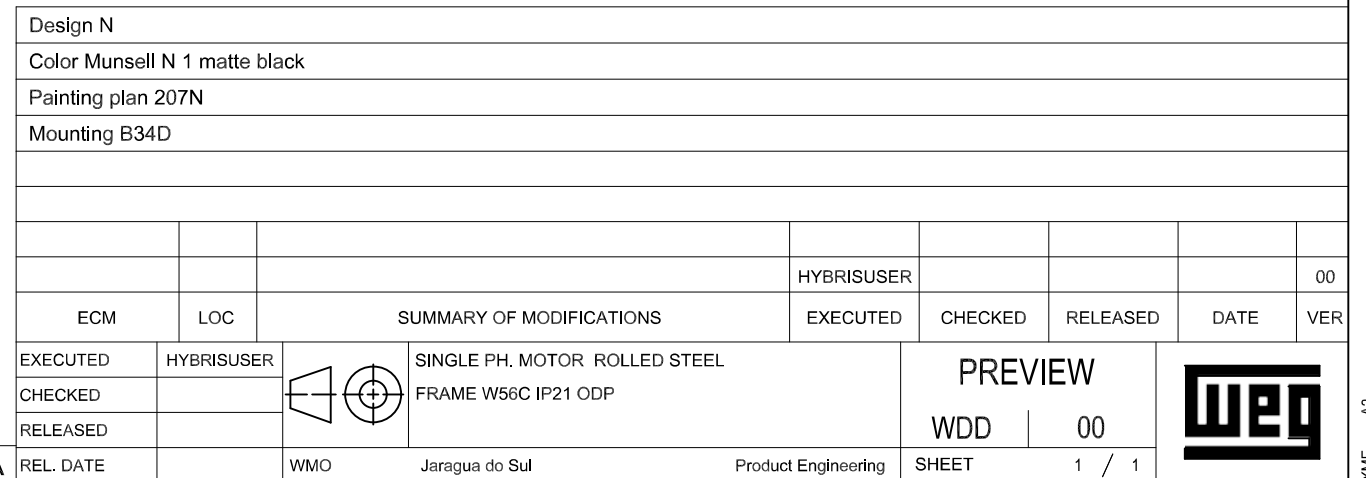 Design N
Color Munsell N 1 matte black
Painting plan 207N
Mounting B34D
HYBRISUSER 00
ECM LOC SUMMARY OF MODIFICATIONS EXECUTED CHECKED RELEASED DATE VER
EXECUTED HYBRISUSER SINGLE PH. MOTOR ROLLED STEEL PREVIEW
CHECKED FRAME W56C IP21 ODP
RELEASED WDD 00
A REL. DATE WMO Jaragua do Sul Product Engineering SHEET 1 / 1
weg